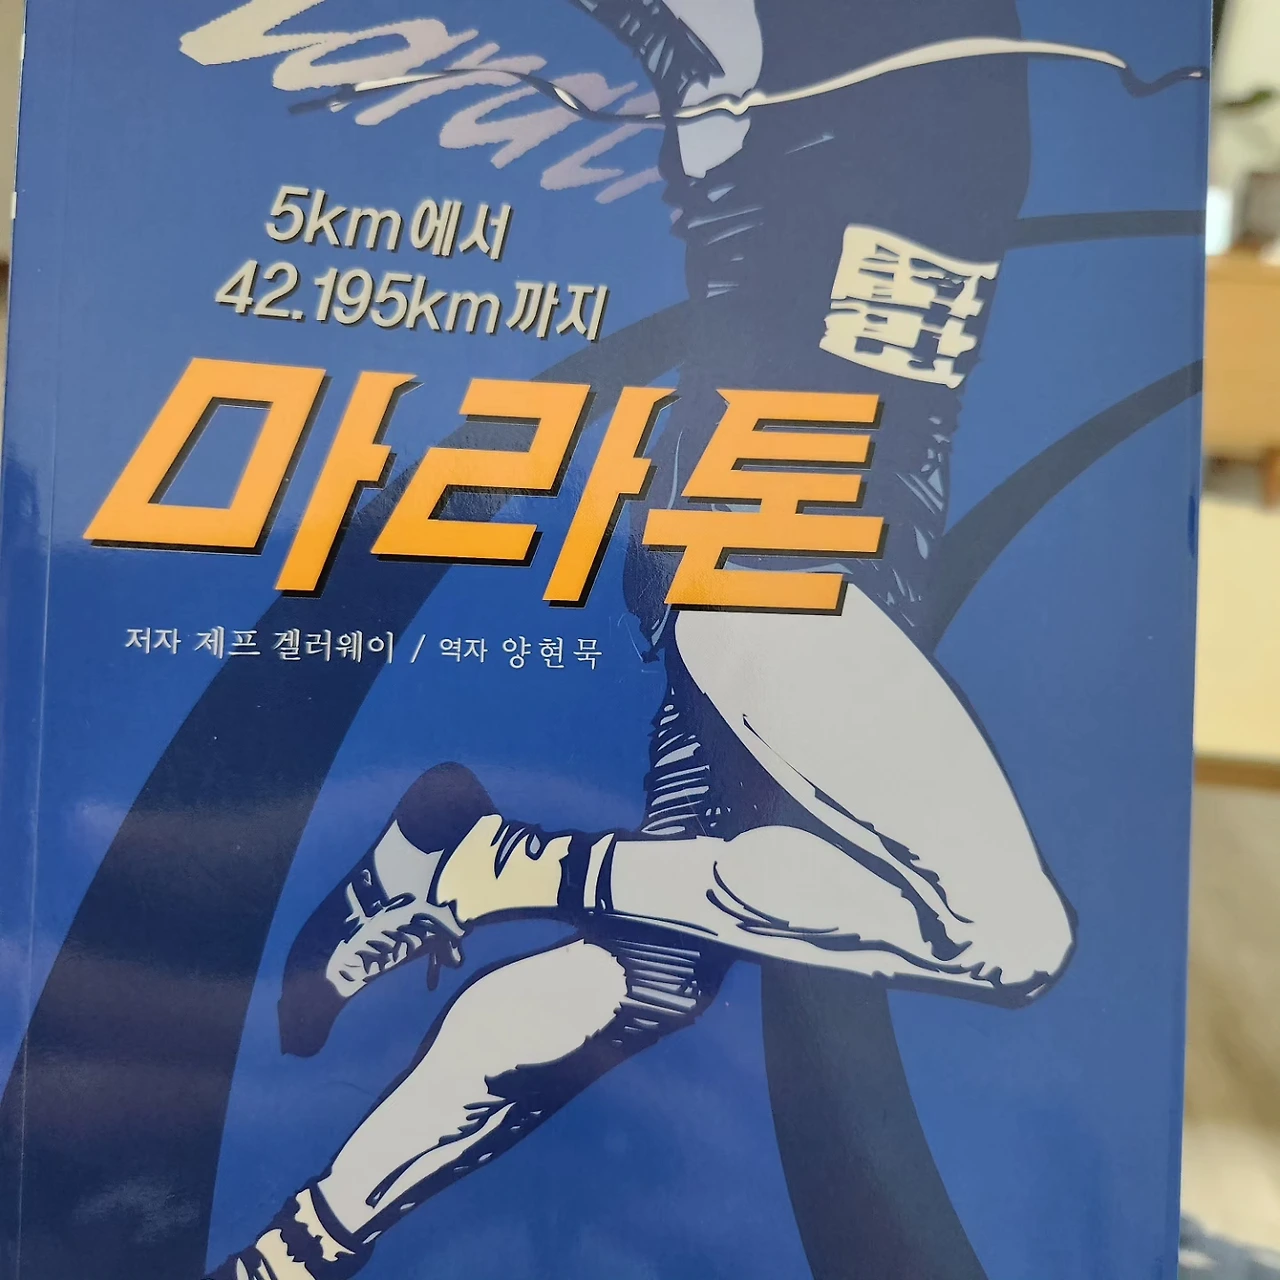 5km에서
42.195km까지
마라톤
저자 제프 겔러웨이 / 역자 양현묵